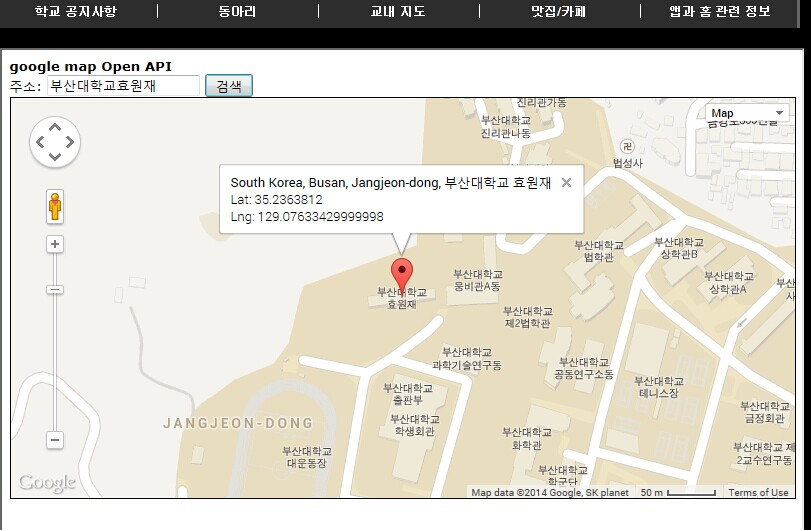 학교 공지사항 | 동아리 | 교내 지도 | 맛집/카페 | 앱과 홈 관련 정보
google map Open API
주소: 부산대학교효원재 검색
진리관가동
부산대학교
진리관나동
Map
법성사
South Korea, Busan, Jangjeon-dong, 부산대학교 효원재
Lat: 35.2363812
Lng: 129.07633429999998
부산대학교
법학관
부산대학교
상학관B
부산대학교
상학관A
부산대학교
웅비관A동
부산대학교
효원재
부산대학교
제2법학관
부산대학교
과학기술연구동
부산대학교
공동연구소동
부산대학교
테니스장
부산대학교
출판부
부산대학교
학생회관
부산대학교
금정회관
JANGJEON-DONG
부산대학교
화학관
부산대학교
대운동장
부산대학교 제
2교수연구동
부산대학교
학군단
Google
Map data ©2014 Google, SK planet
50 m
Terms of Use